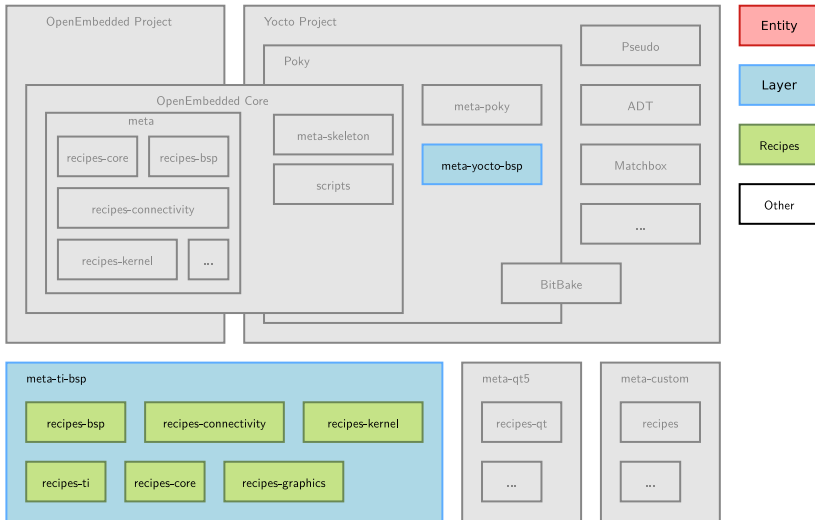 OpenEmbedded Project
Yocto Project
Poky
OpenEmbedded Core
meta
recipes-core
recipes-bsp
recipes-connectivity
recipes-kernel
...
meta-skeleton
scripts
meta-poky
meta-yocto-bsp
Pseudo
ADT
Matchbox
...
BitBake
Entity
Layer
Recipes
Other
meta-ti-bsp
recipes-bsp
recipes-connectivity
recipes-kernel
recipes-ti
recipes-core
recipes-graphics
meta-qt5
recipes-qt
...
meta-custom
recipes
...